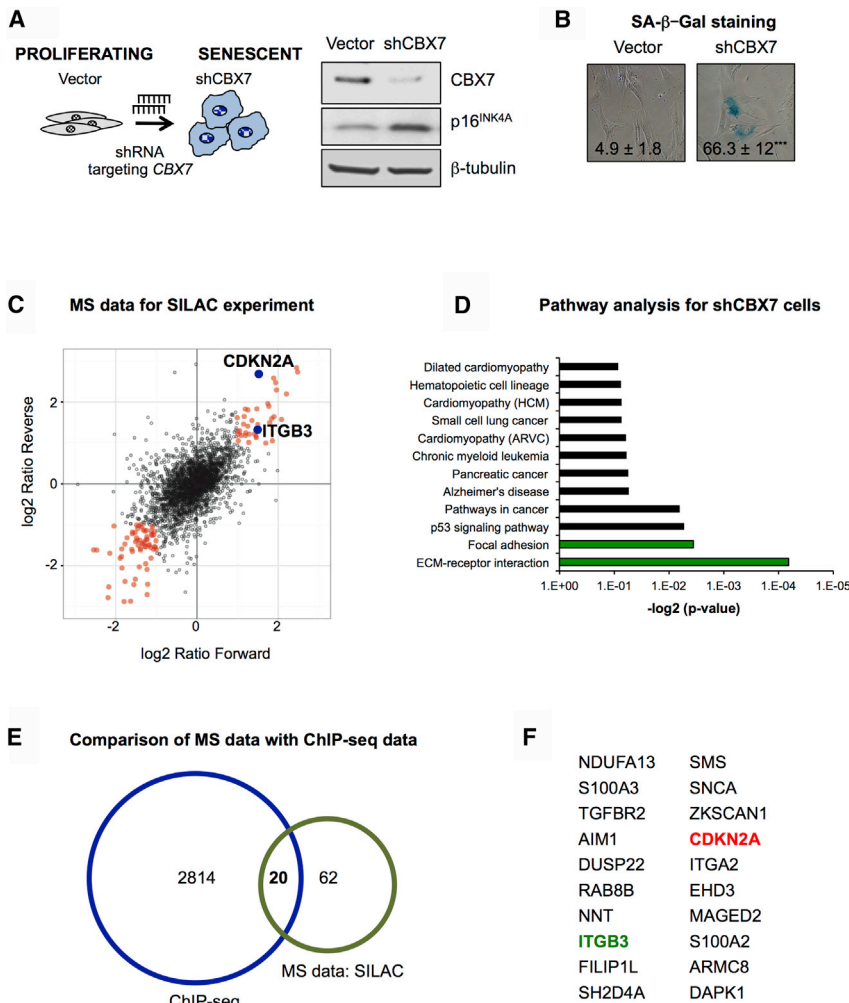 A
PROLIFERATING
Vector
SENESCENT
shCBX7
shRNA
targeting CBX7
Vector shCBX7
CBX7
p16INK4A
β-tubulin
B
SA-β-Gal staining
Vector
shCBX7
4.9 ± 1.8
66.3 ± 12***
C
MS data for SILAC experiment
CDKN2A
ITGB3
log2 Ratio Reverse
2
0
-2
-2
0
2
log2 Ratio Forward
D
Pathway analysis for shCBX7 cells
Dilated cardiomyopathy
Hematopoietic cell lineage
Cardiomyopathy (HCM)
Small cell lung cancer
Cardiomyopathy (ARVC)
Chronic myeloid leukemia
Pancreatic cancer
Alzheimer's disease
Pathways in cancer
p53 signaling pathway
Focal adhesion
ECM-receptor interaction
1.E+00 1.E-01 1.E-02 1.E-03 1.E-04 1.E-05
-log2 (p-value)
E
Comparison of MS data with ChIP-seq data
2814
20
62
MS data: SILAC
ChIP-seq
F
NDUFA13 SMS
S100A3 SNCA
TGFBR2 ZKSCAN1
AIM1 CDKN2A
DUSP22 ITGA2
RAB8B EHD3
NNT MAGED2
ITGB3 S100A2
FILIP1L ARMC8
SH2D4A DAPK1